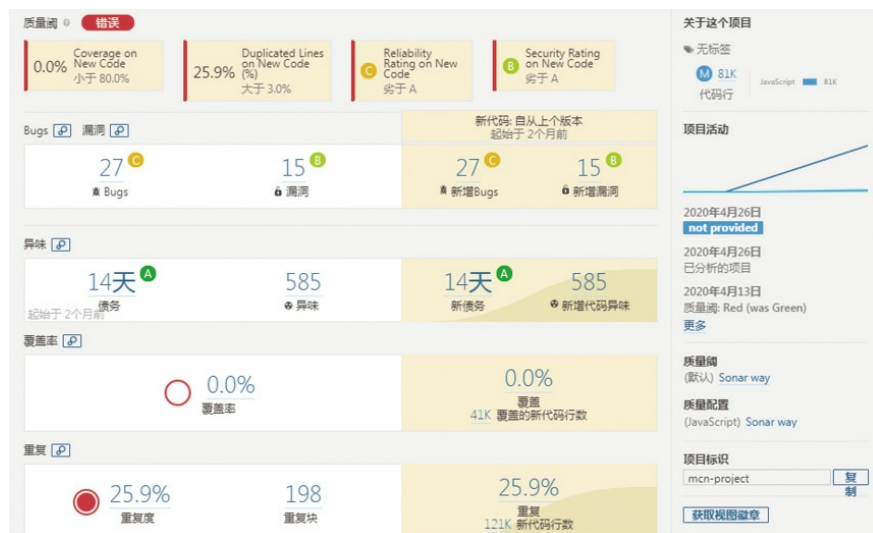 质量阈 错误
0.0% Coverage on New Code
小于 80.0%
25.9% Duplicated Lines on New Code (%)
大于 3.0%
C Reliability Rating on New Code
劣于 A
B Security Rating on New Code
劣于 A
Bugs 漏洞
新代码: 自从上个版本
起始于 2个月前
27 C
Bugs
15 B
漏洞
27 C
新增Bugs
15 B
新增漏洞
异味
14天 A
债务
起始于 2个月前
585
异味
14天 A
新债务
585
新增代码异味
覆盖率
0.0%
覆盖率
0.0%
覆盖
41K 覆盖的新代码行数
重复
25.9%
重复度
198
重复块
25.9%
重复
121K 新代码行数
关于这个项目
无标签
M 81K
代码行
JavaScript 81K
项目活动
2020年4月26日
not provided
2020年4月26日
已分析的项目
2020年4月13日
质量阈: Red (was Green)
更多
质量阈
(默认) Sonar way
质量配置
(JavaScript) Sonar way
项目标识
mcn-project
复制
获取视图徽章